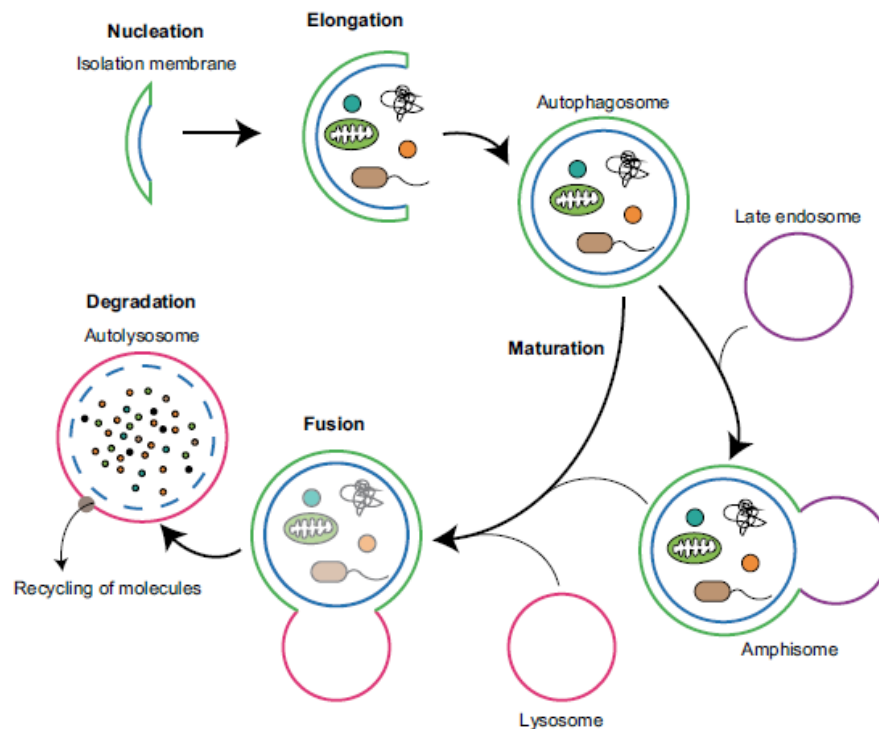 Nucleation
Isolation membrane
Elongation
Autophagosome
Late endosome
Degradation
Autolysosome
Maturation
Fusion
Recycling of molecules
Amphisome
Lysosome